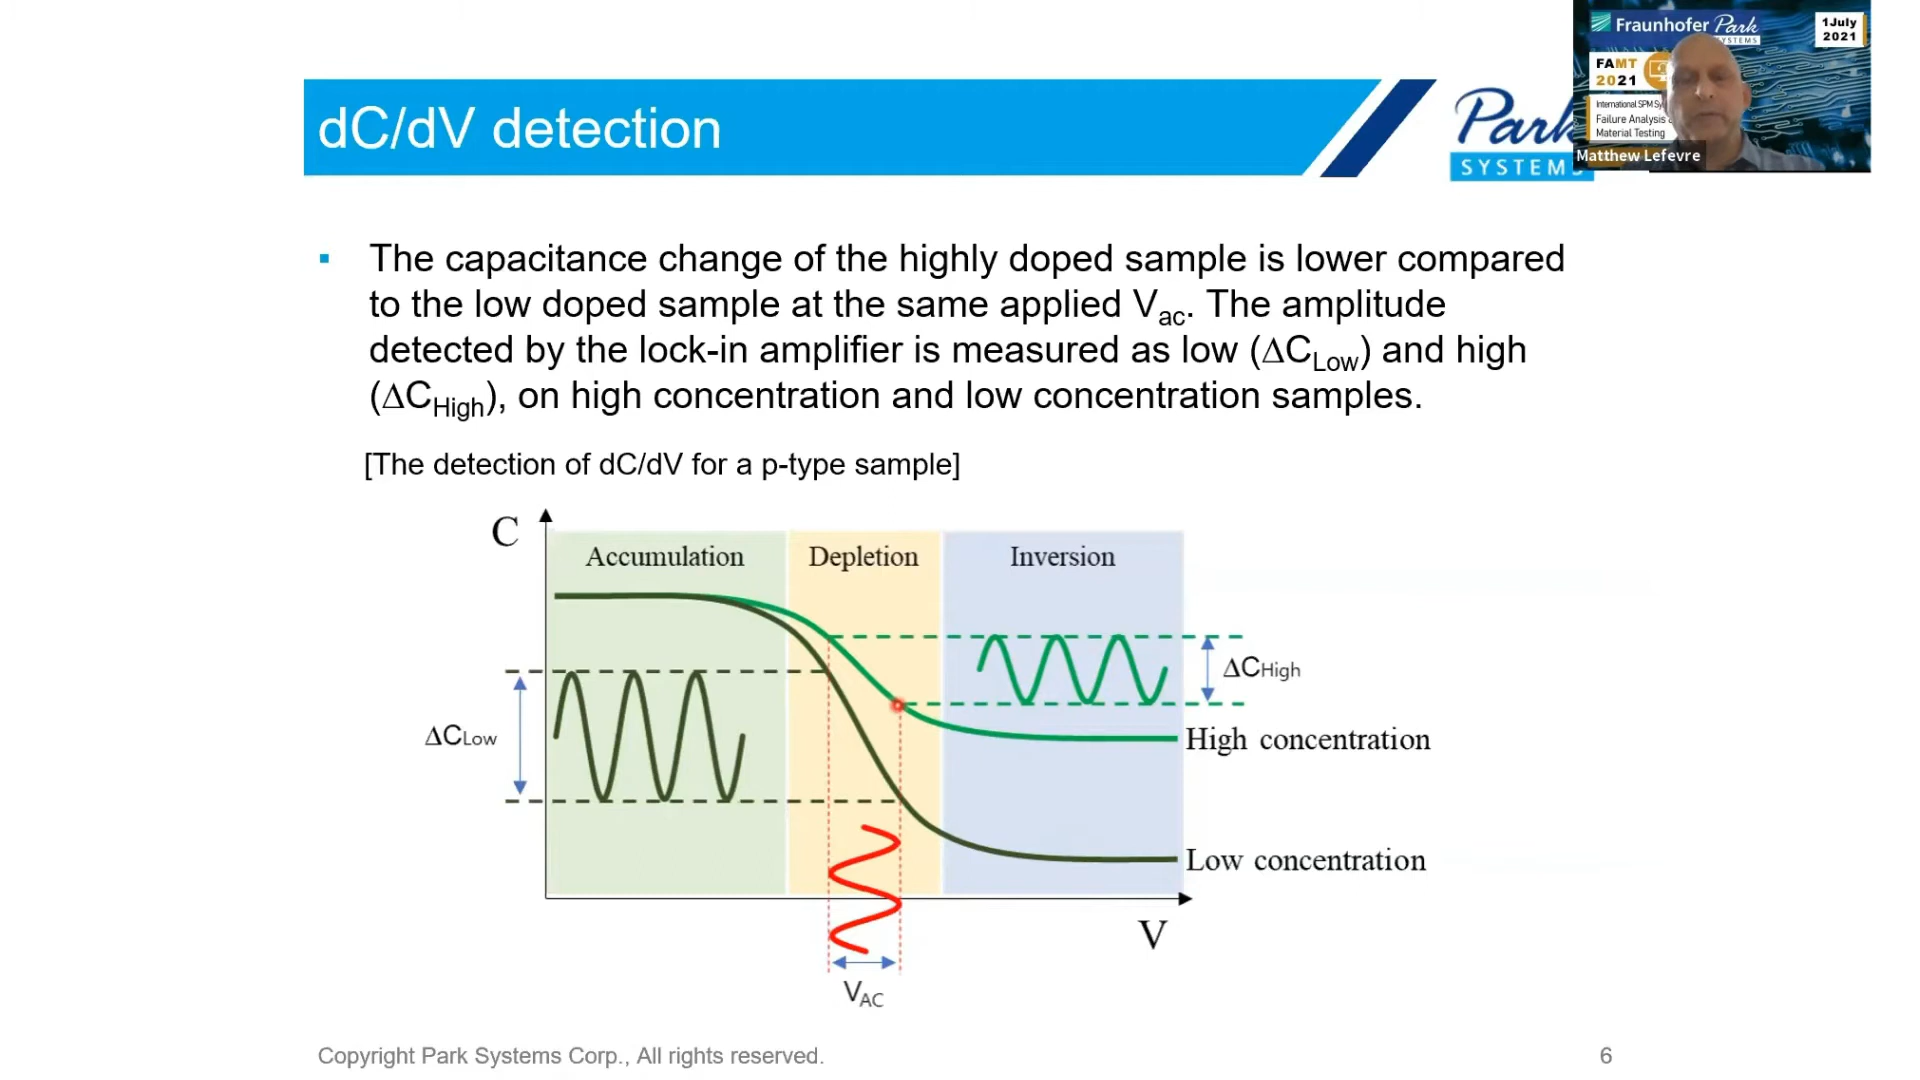 Fraunhofer Park
SYSTEMS
1July
2021
FAMT
2021
International SPM Sy
Failure Analysis
Material Testing
Matthew Lefevre
dC/dV detection
Park
SYSTEMS
▪ The capacitance change of the highly doped sample is lower compared
to the low doped sample at the same applied Vac. The amplitude
detected by the lock-in amplifier is measured as low (ΔCLow) and high
(ΔCHigh), on high concentration and low concentration samples.
[The detection of dC/dV for a p-type sample]
C
Accumulation
Depletion
Inversion
ΔCHigh
ΔCLow
High concentration
Low concentration
V
VAC
Copyright Park Systems Corp., All rights reserved.
6